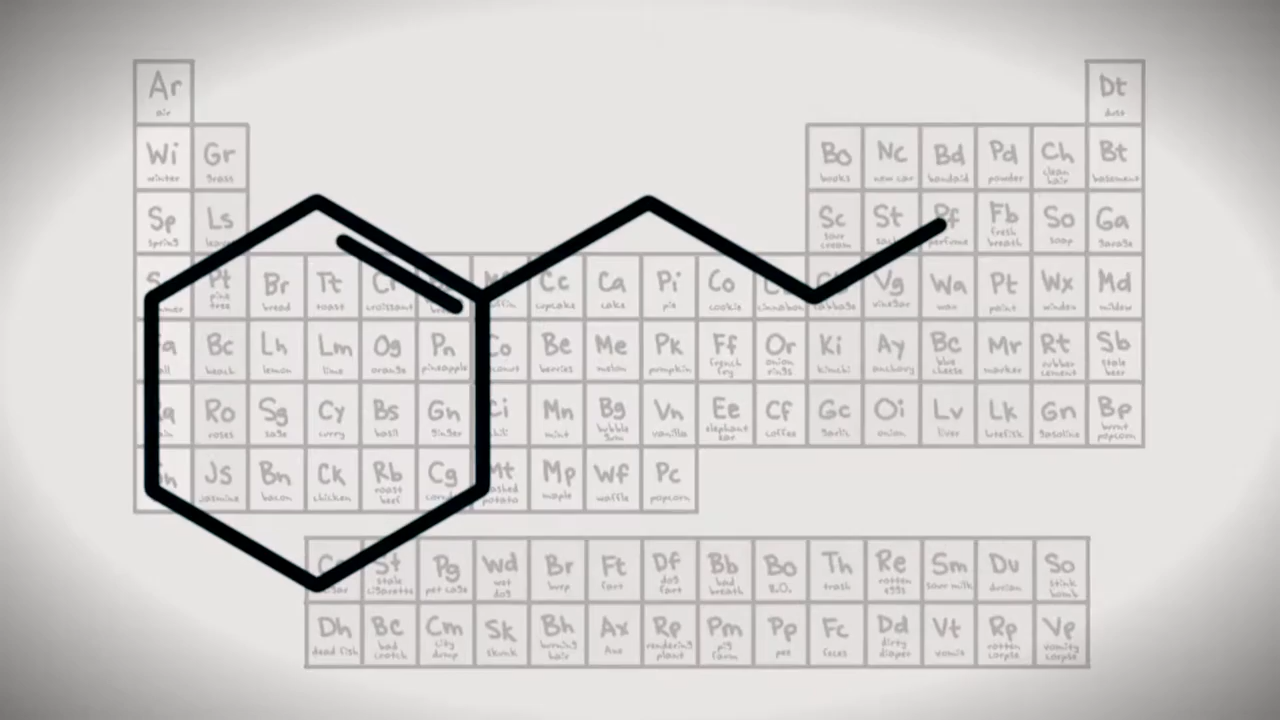 Ar Dt
air dust
Wi Gr Bo Nc Bd Pd Ch Bt
winter grass books new car bandaid powder clean hair basement
Sp Ls Sc St Pf Fb So Ga
spring sour cream perfume fresh breath soap garage
Pt Br Tt Cr Cc Ca Pi Co Vg Wa Pt Wx Md
pine tree bread toast croissant cupcake cake pie cookie cinnamon cabbage vinegar wax paint windex mildew
Bc Lh Lm Og Pn Co Be Me Pk Ff Or Ki Ay Bc Mr Rt Sb
beach lemon lime orange pineapple berries melon pumpkin french fry onion rings kimchi anchovy blue cheese marker rubber cement stale beer
Ro Sg Cy Bs Gn Ci Mn Bg Vn Ee Cf Gc Oi Lv Lk Gn Bp
roses sage curry basil ginger mint bubble gum vanilla elephant ear coffee garlic onion liver lutefisk gasoline burnt popcorn
Js Bn Ck Rb Cg Mt Mp Wf Pc
jasmine bacon chicken roast beef potato maple waffle popcorn
St Pg Wd Br Ft Df Bb Bo Th Re Sm Du So
stale cigarette pet cage wet dog burp fart dog fart bad breath B.O. trash rotten eggs sour milk durian stink bomb
Dh Bc Cm Sk Bh Ax Rp Pm Pp Fc Dd Vt Rp Vp
dead fish bad crotch city dump skunk burning hair Axe rendering plant pig farm pee feces dirty diaper vomit rotten corpse vomity corpse